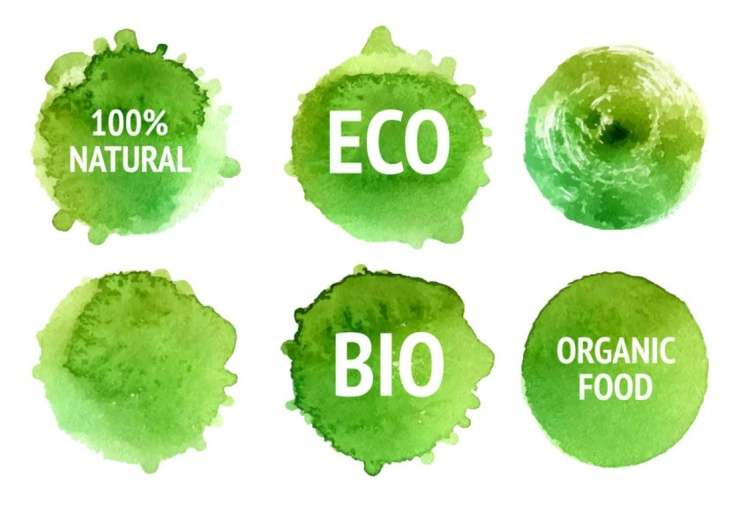 100%
NATURAL
ECO
BIO
ORGANIC
FOOD